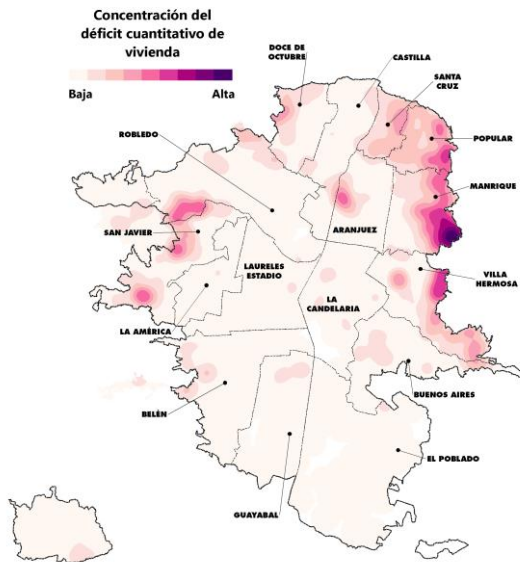 Concentración del
déficit cuantitativo de
vivienda
Baja
Alta
DOCE DE
OCTUBRE
CASTILLA
SANTA
CRUZ
ROBLEDO
POPULAR
MANRIQUE
SAN JAVIER
ARANJUEZ
LAURELES
ESTADIO
VILLA
HERMOSA
LA
CANDELARIA
LA AMÉRICA
BUENOS AIRES
BELÉN
EL POBLADO
GUAYABAL